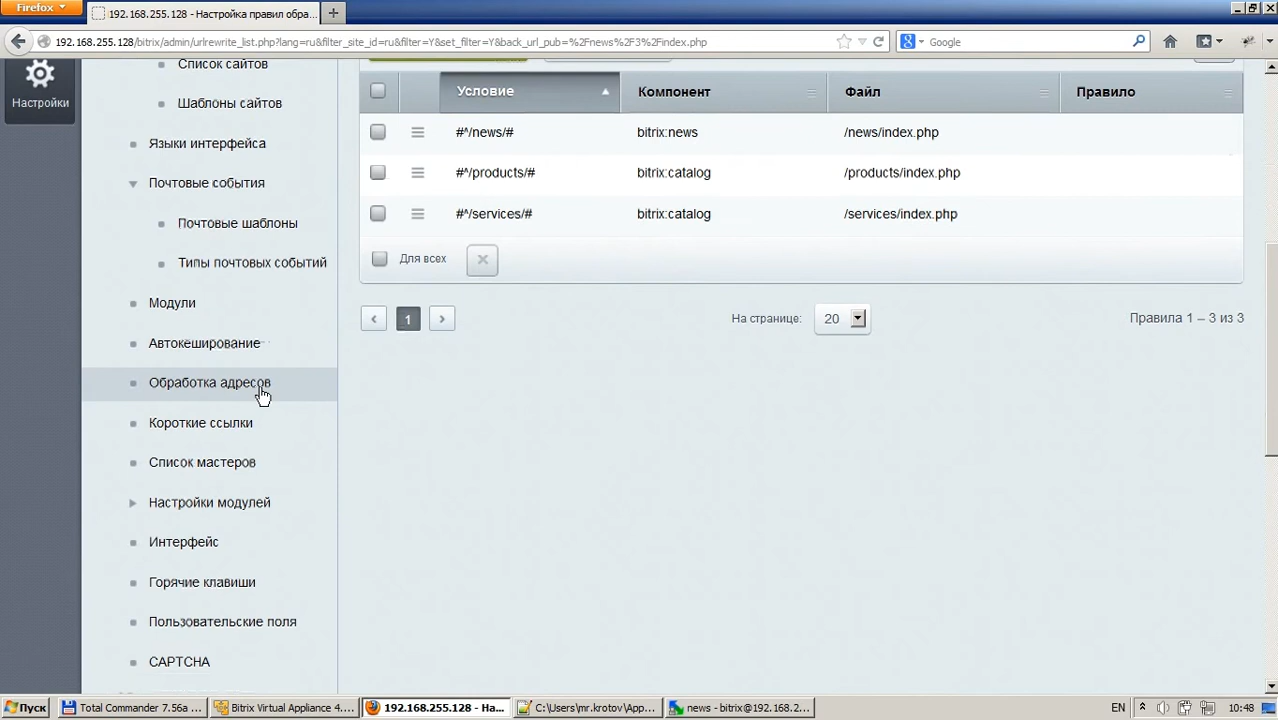 Firefox
192.168.255.128 - Настройка правил обра...
192.168.255.128/bitrix/admin/urlrewrite_list.php?lang=ru&filter_site_id=ru&filter=Y&set_filter=Y&back_url_pub=%2Fnews%2F3%2Findex.php
Google
Настройки
Список сайтов
Шаблоны сайтов
Языки интерфейса
Почтовые события
Почтовые шаблоны
Типы почтовых событий
Модули
Автокеширование
Обработка адресов
Короткие ссылки
Список мастеров
Настройки модулей
Интерфейс
Горячие клавиши
Пользовательские поля
CAPTCHA
Условие Компонент Файл Правило
#^/news/# bitrix:news /news/index.php
#^/products/# bitrix:catalog /products/index.php
#^/services/# bitrix:catalog /services/index.php
Для всех
1
На странице: 20
Правила 1 – 3 из 3
Пуск
Total Commander 7.56a ...
Bitrix Virtual Appliance 4....
192.168.255.128 - На...
C:\Users\mr.krotov\App...
news - bitrix@192.168.2...
EN
10:48